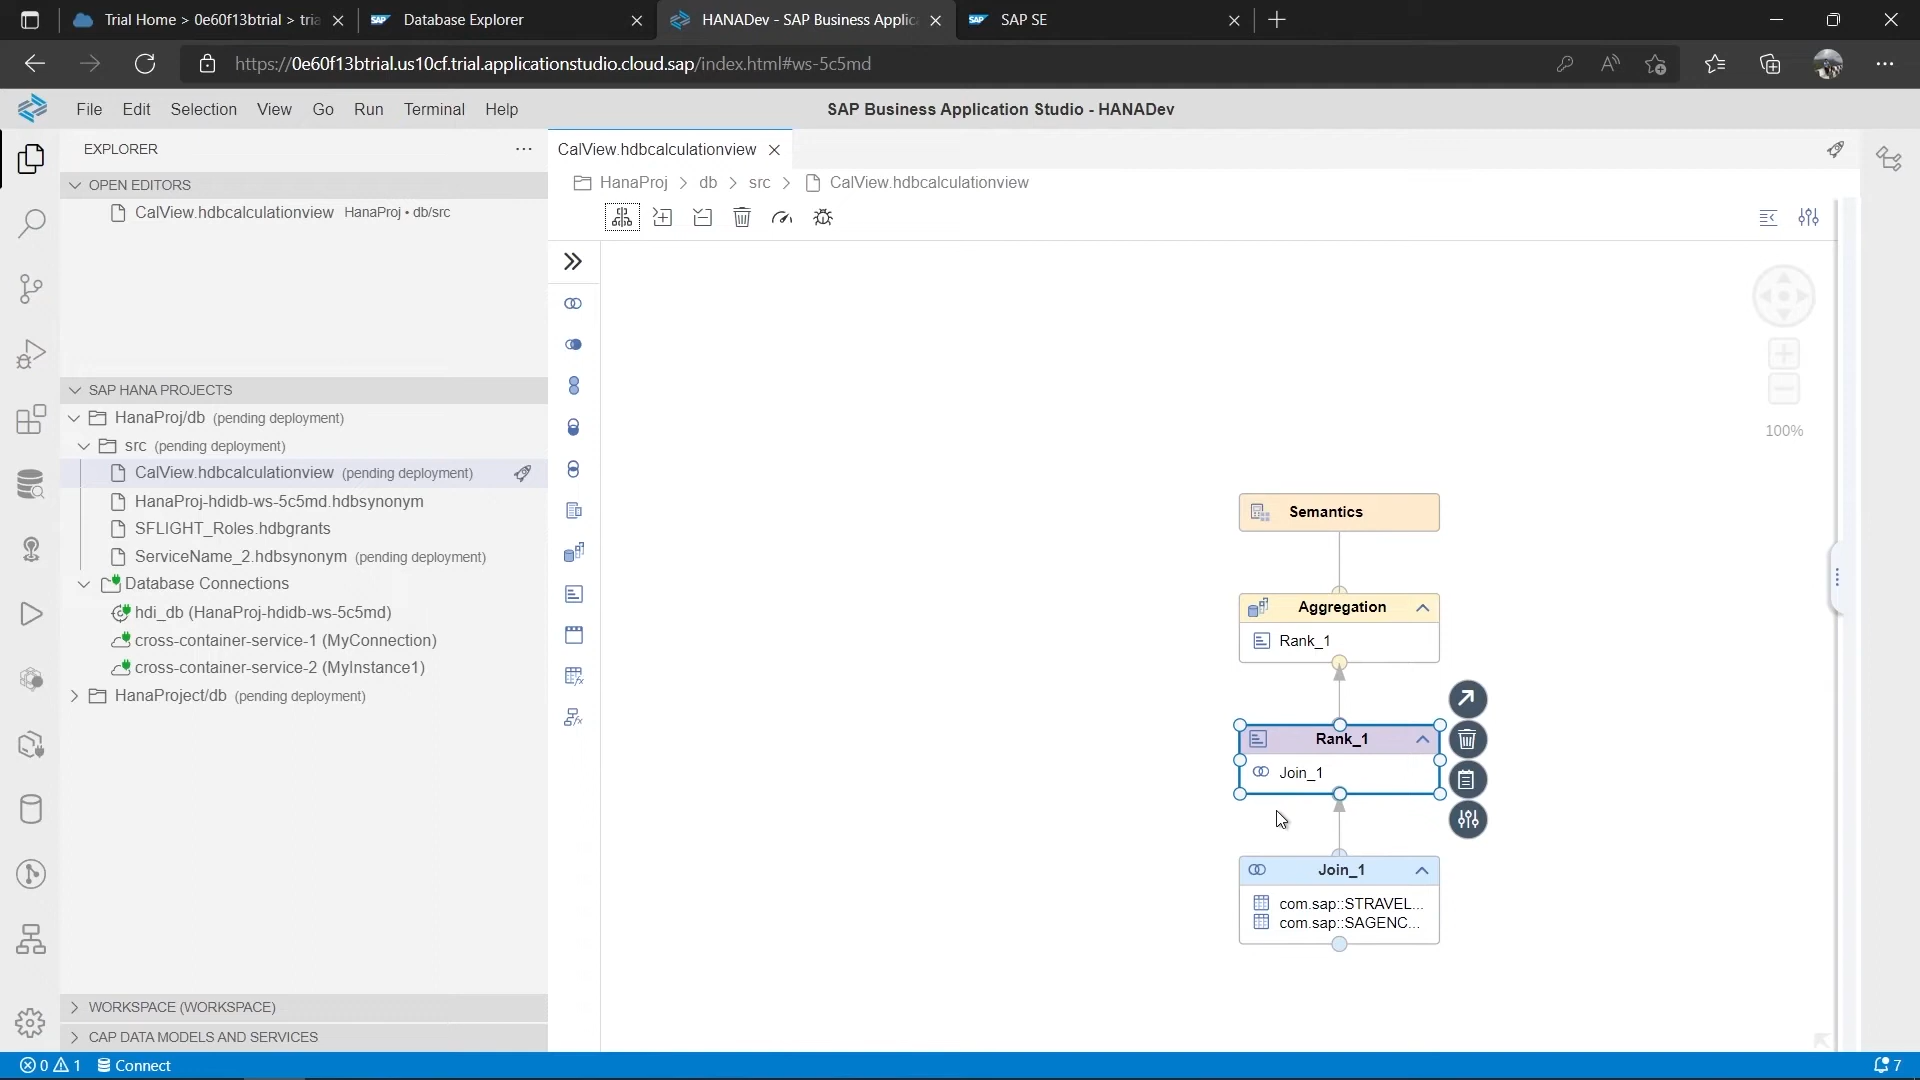 Trial Home > 0e60f13btrial > tria
SAP Database Explorer
HANADev - SAP Business Applic
SAP SAP SE
https://0e60f13btrial.us10cf.trial.applicationstudio.cloud.sap/index.html#ws-5c5md
File Edit Selection View Go Run Terminal Help
SAP Business Application Studio - HANADev
EXPLORER
OPEN EDITORS
CalView.hdbcalculationview HanaProj • db/src
SAP HANA PROJECTS
HanaProj/db (pending deployment)
src (pending deployment)
CalView.hdbcalculationview (pending deployment)
HanaProj-hdidb-ws-5c5md.hdbsynonym
SFLIGHT_Roles.hdbgrants
ServiceName_2.hdbsynonym (pending deployment)
Database Connections
hdi_db (HanaProj-hdidb-ws-5c5md)
cross-container-service-1 (MyConnection)
cross-container-service-2 (MyInstance1)
HanaProject/db (pending deployment)
WORKSPACE (WORKSPACE)
CAP DATA MODELS AND SERVICES
CalView.hdbcalculationview
HanaProj > db > src > CalView.hdbcalculationview
100%
Semantics
Aggregation
Rank_1
Rank_1
Join_1
Join_1
com.sap::STRAVEL...
com.sap::SAGENC...
0 1 Connect
7